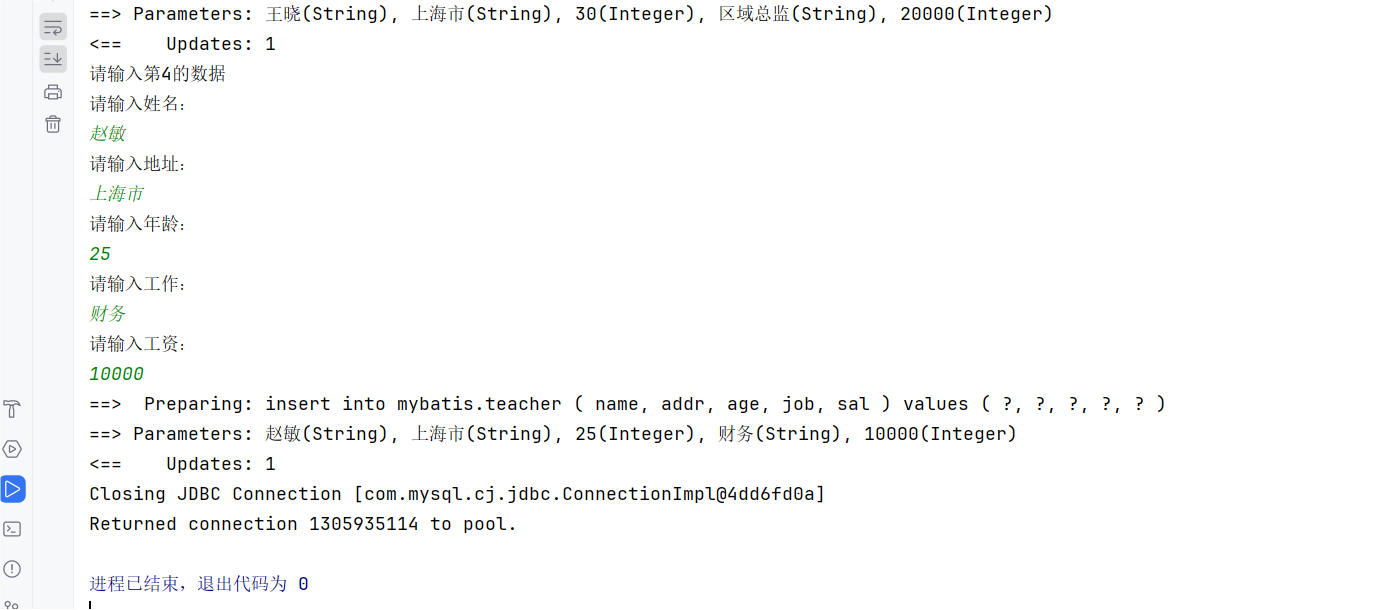 ==> Parameters: 王晓(String), 上海市(String), 30(Integer), 区域总监(String), 20000(Integer)
<==    Updates: 1
请输入第4的数据
请输入姓名：
赵敏
请输入地址：
上海市
请输入年龄：
25
请输入工作：
财务
请输入工资：
10000
==>  Preparing: insert into mybatis.teacher ( name, addr, age, job, sal ) values ( ?, ?, ?, ?, ? )
==> Parameters: 赵敏(String), 上海市(String), 25(Integer), 财务(String), 10000(Integer)
<==    Updates: 1
Closing JDBC Connection [com.mysql.cj.jdbc.ConnectionImpl@4dd6fd0a]
Returned connection 1305935114 to pool.
进程已结束，退出代码为 0